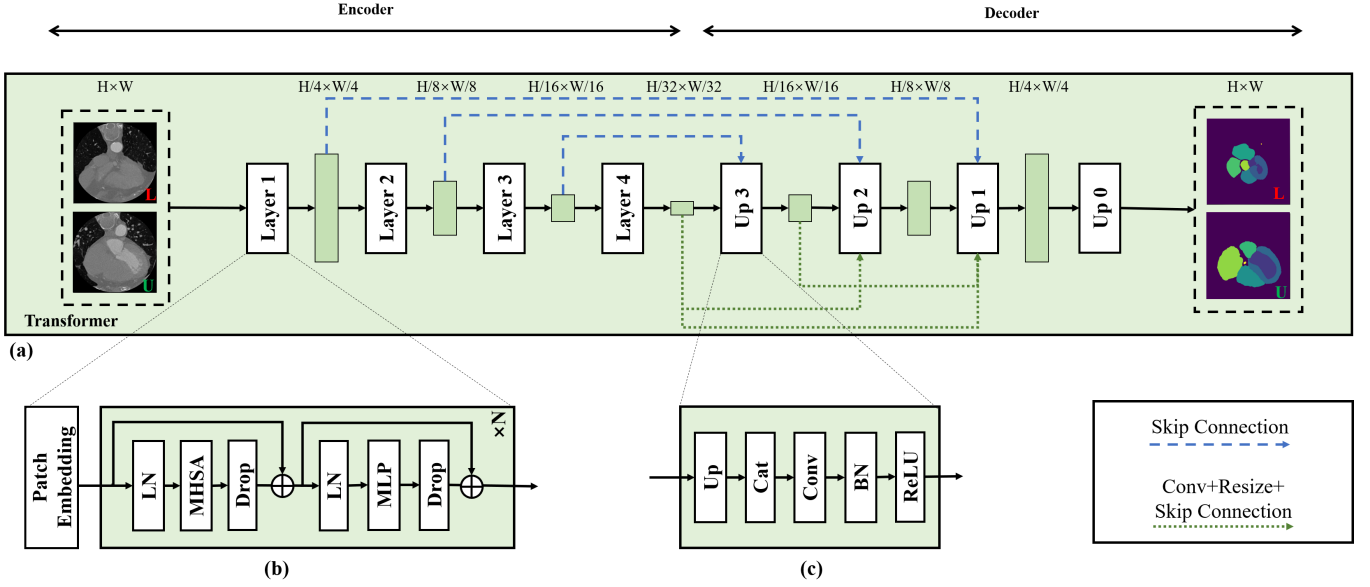 Encoder
Decoder
H×W
H/4×W/4
H/8×W/8
H/16×W/16
H/32×W/32
H/16×W/16
H/8×W/8
H/4×W/4
H×W
L
U
Layer 1
Layer 2
Layer 3
Layer 4
Up 3
Up 2
Up 1
Up 0
L
U
Transformer
(a)
Patch
Embedding
LN
MHSA
Drop
LN
MLP
Drop
×N
(b)
Up
Cat
Conv
BN
ReLU
(c)
Skip Connection
Conv+Resize+
Skip Connection